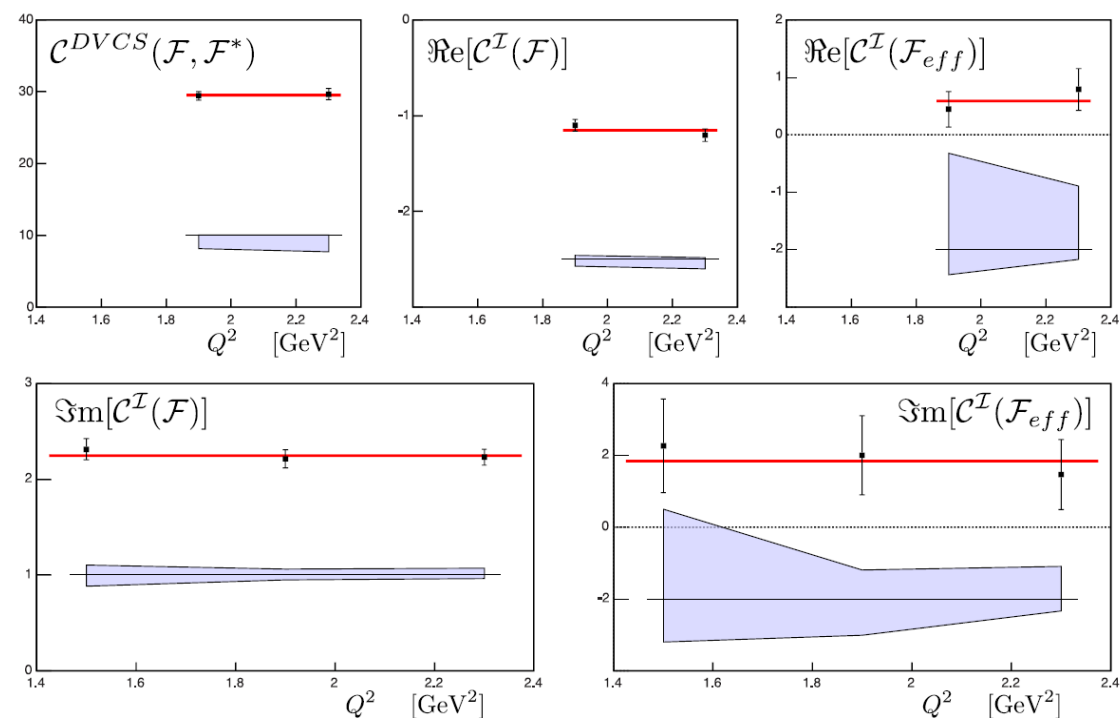 𝒞^{DVCS}(ℱ, ℱ*)
40
30
20
10
0
1.4 1.6 1.8 2 2.2 2.4
Q² [GeV²]
ℜe[𝒞^ℐ(ℱ)]
0
-1
-2
1.4 1.6 1.8 2 2.2 2.4
Q² [GeV²]
ℜe[𝒞^ℐ(ℱ_{eff})]
2
1
0
-1
-2
-3
1.4 1.6 1.8 2 2.2 2.4
Q² [GeV²]
ℑm[𝒞^ℐ(ℱ)]
3
2
1
0
1.4 1.6 1.8 2 2.2 2.4
Q² [GeV²]
ℑm[𝒞^ℐ(ℱ_{eff})]
4
2
0
-2
-4
1.4 1.6 1.8 2 2.2 2.4
Q² [GeV²]